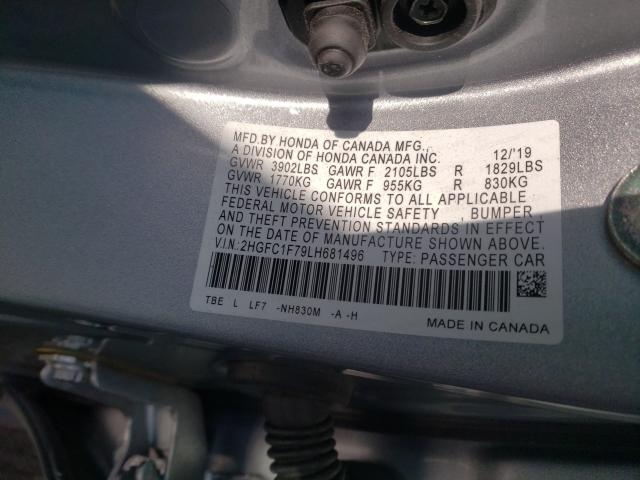 MFD.BY HONDA OF CANADA MFG.,
A DIVISION OF HONDA CANADA INC. 12/'19
GVWR 3902LBS GAWR F 2105LBS R 1829LBS
GVWR 1770KG GAWR F 955KG R 830KG
THIS VEHICLE CONFORMS TO ALL APPLICABLE
FEDERAL MOTOR VEHICLE SAFETY , BUMPER ,
AND THEFT PREVENTION STANDARDS IN EFFECT
ON THE DATE OF MANUFACTURE SHOWN ABOVE.
V.I.N.: 2HGFC1F79LH681496 TYPE: PASSENGER CAR
TBE L LF7 -NH830M -A -H
MADE IN CANADA